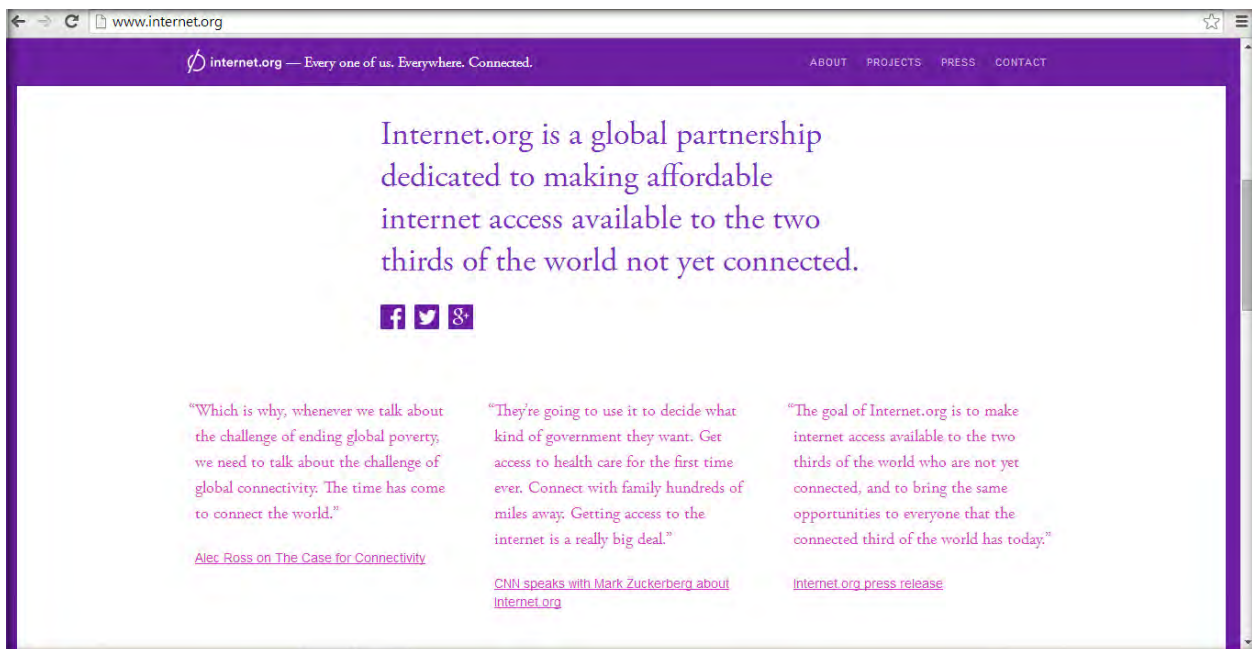 www.internet.org
internet.org — Every one of us. Everywhere. Connected.
ABOUT PROJECTS PRESS CONTACT
Internet.org is a global partnership
dedicated to making affordable
internet access available to the two
thirds of the world not yet connected.
“Which is why, whenever we talk about
the challenge of ending global poverty,
we need to talk about the challenge of
global connectivity. The time has come
to connect the world.”
Alec Ross on The Case for Connectivity
“They're going to use it to decide what
kind of government they want. Get
access to health care for the first time
ever. Connect with family hundreds of
miles away. Getting access to the
internet is a really big deal.”
CNN speaks with Mark Zuckerberg about
Internet.org
“The goal of Internet.org is to make
internet access available to the two
thirds of the world who are not yet
connected, and to bring the same
opportunities to everyone that the
connected third of the world has today.”
Internet.org press release